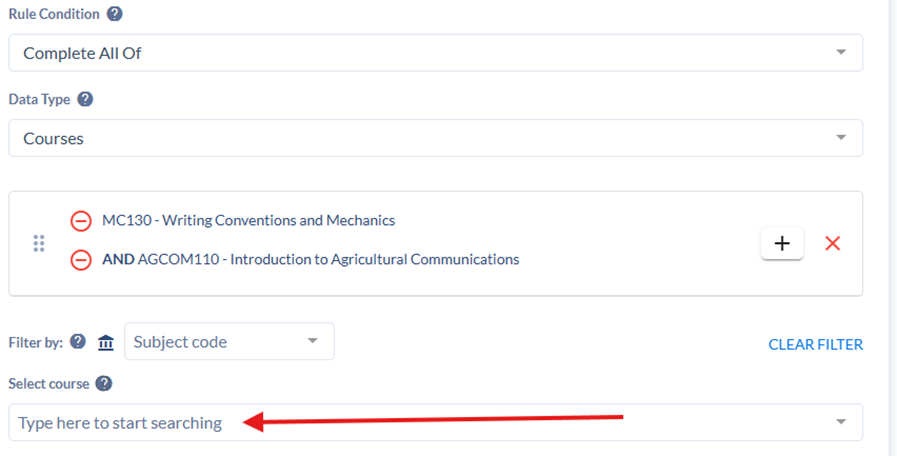 Rule Condition ?
Complete All Of
Data Type ?
Courses
MC130 - Writing Conventions and Mechanics
AND AGCOM110 - Introduction to Agricultural Communications
Filter by: ? Subject code CLEAR FILTER
Select course ?
Type here to start searching